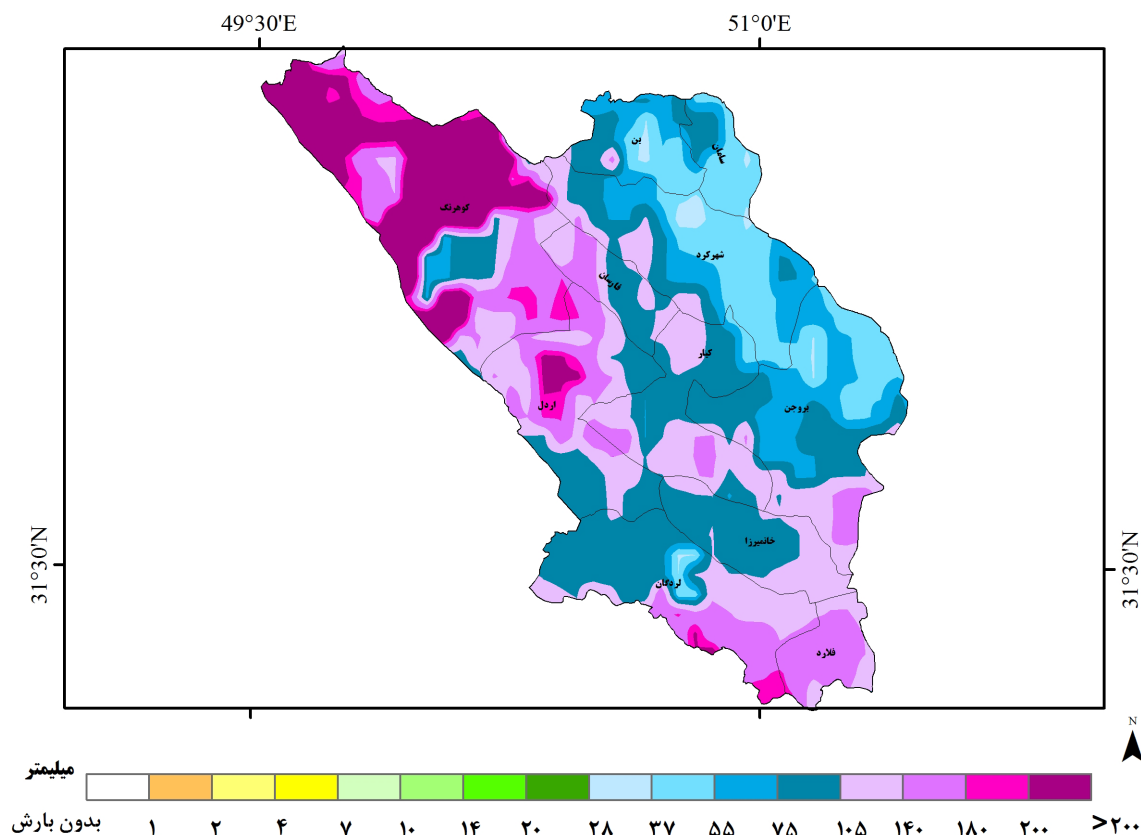 49°30'E 51°0'E
بن
سامان
کوهرنگ
شهرکرد
فارسان
کیار
اردل
بروجن
خانمیرزا
31°30'N 31°30'N
لردگان
فلارد
N
میلیمتر
بدون بارش ۱ ۲ ۴ ۷ ۱۰ ۱۴ ۲۰ ۲۸ ۳۷ ۵۵ ۷۵ ۱۰۵ ۱۴۰ ۱۸۰ ۲۰۰ >۲۰۰